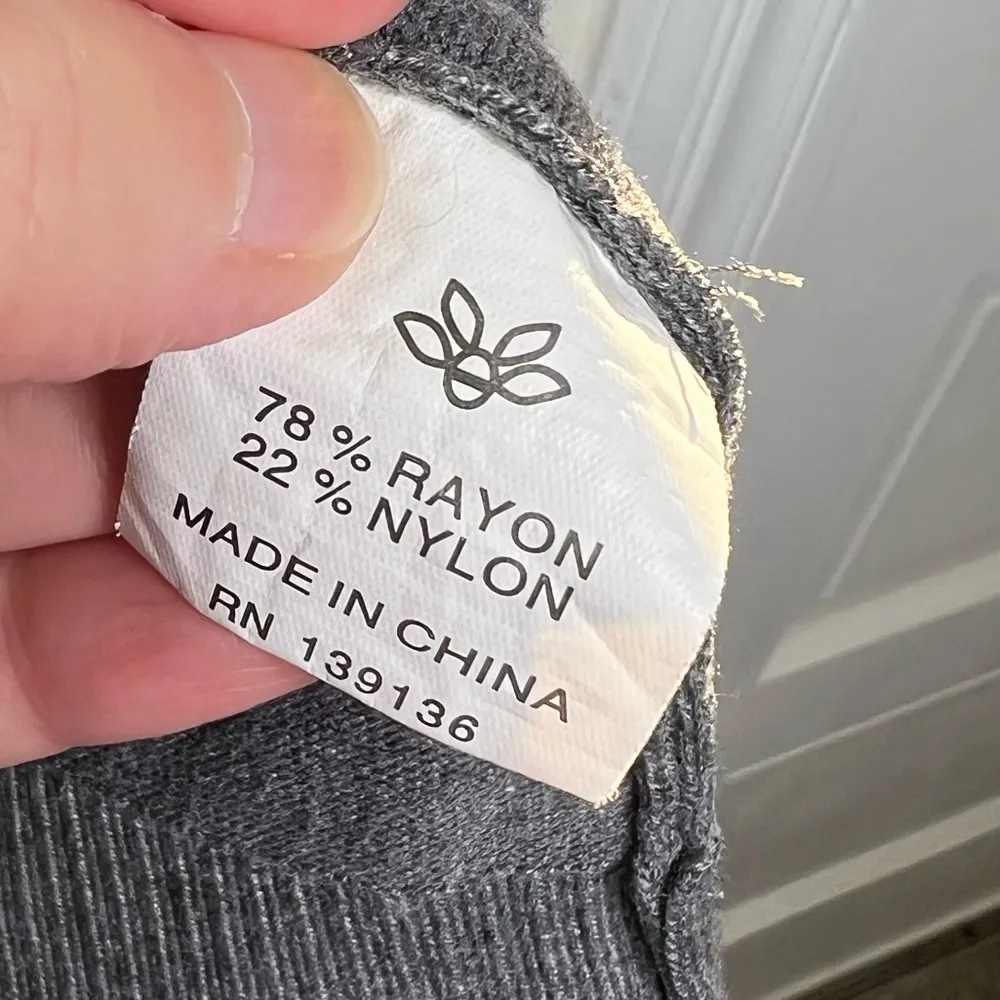 78 % RAYON
22 % NYLON
MADE IN CHINA
RN 139136